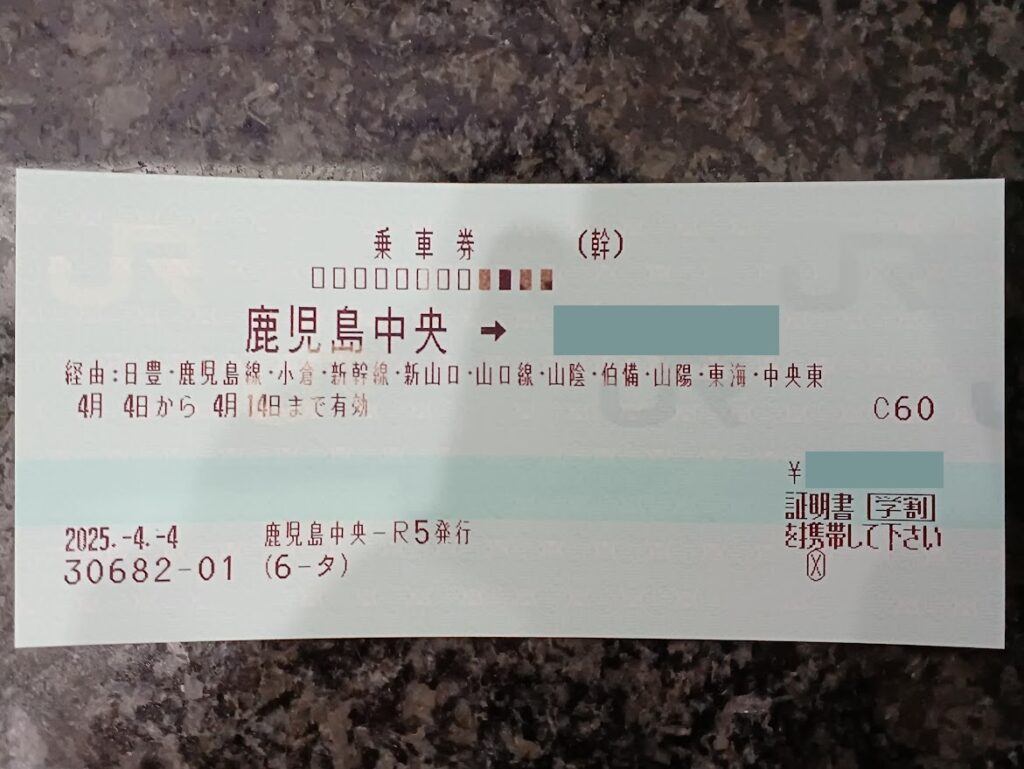 乗車券 (幹)
□□□□□□□□■■■■
鹿児島中央 → 
経由:日豊・鹿児島線・小倉・新幹線・新山口・山口線・山陰・伯備・山陽・東海・中央東
4月 4日から 4月14日まで有効 C60
¥
証明書 [学割]
を携帯して下さい
2025.-4.-4 鹿児島中央-R5発行
30682-01 (6-タ) Ⓧ